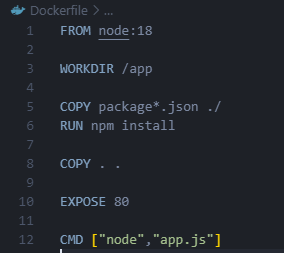 Dockerfile > ...
1 FROM node:18
2
3 WORKDIR /app
4
5 COPY package*.json ./
6 RUN npm install
7
8 COPY . .
9
10 EXPOSE 80
11
12 CMD ["node","app.js"]